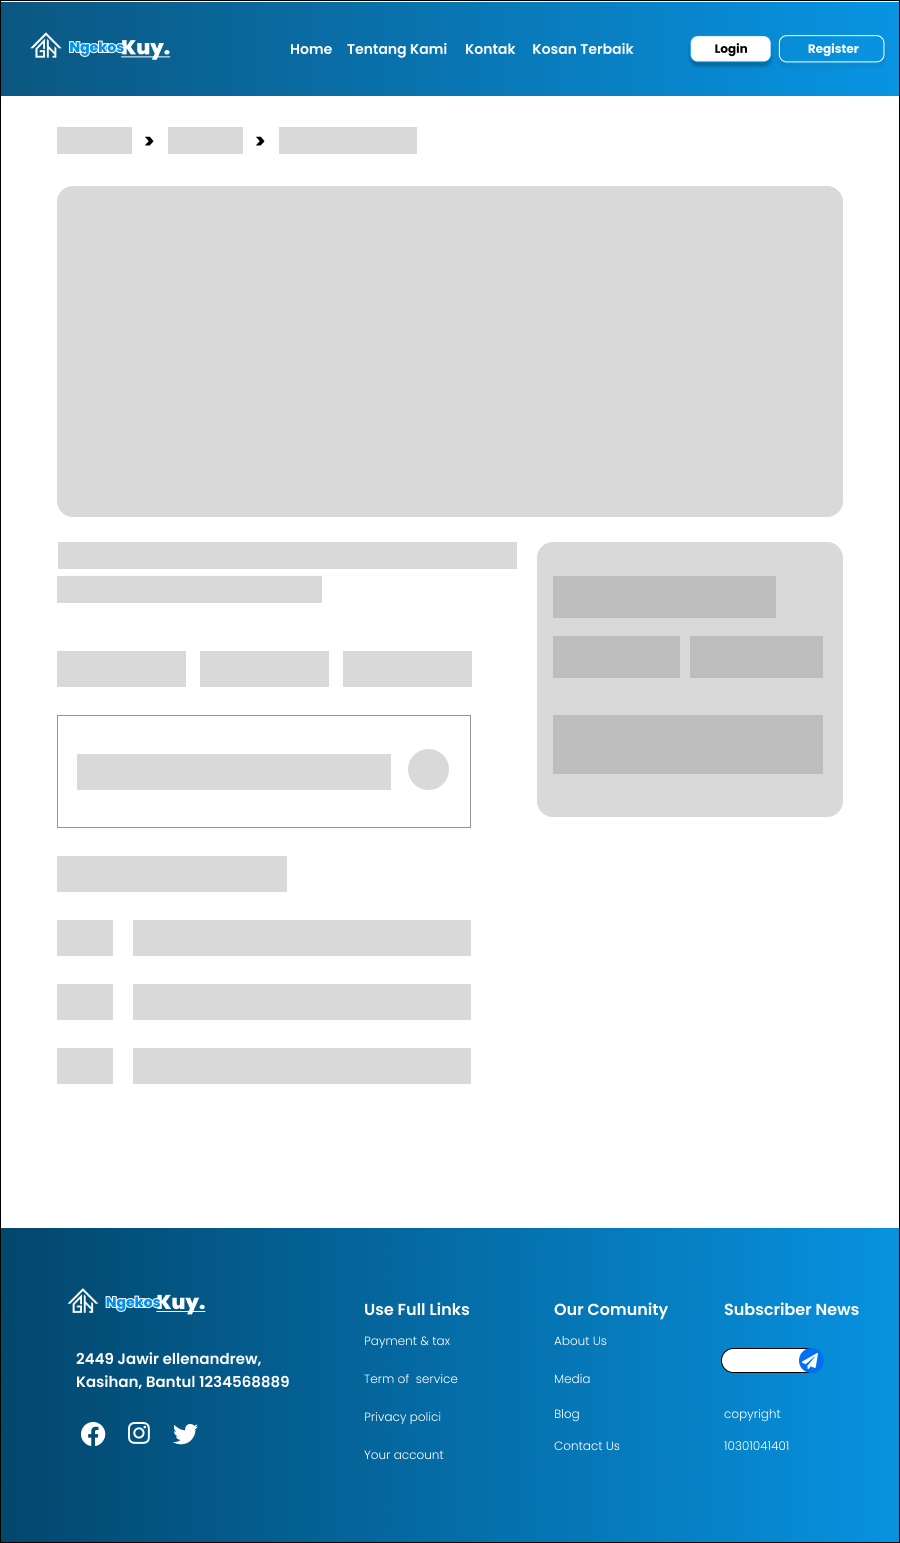 NgekosKuy.
Home Tentang Kami Kontak Kosan Terbaik
Login Register
NgekosKuy.
2449 Jawir ellenandrew,
Kasihan, Bantul 1234568889
Use Full Links
Payment & tax
Term of service
Privacy polici
Your account
Our Comunity
About Us
Media
Blog
Contact Us
Subscriber News
copyright
10301041401